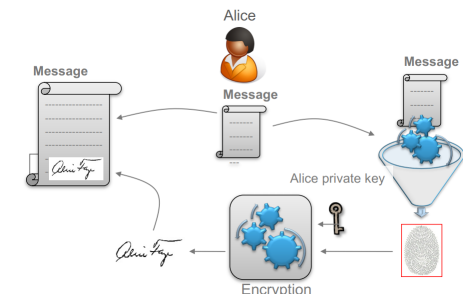 Alice
Message
Message
Message
Alice private key
Encryption